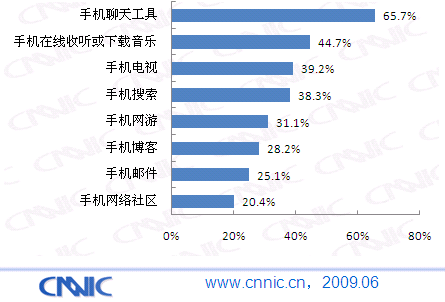 手机聊天工具 65.7%
手机在线收听或下载音乐 44.7%
手机电视 39.2%
手机搜索 38.3%
手机网游 31.1%
手机博客 28.2%
手机邮件 25.1%
手机网络社区 20.4%
0% 20% 40% 60% 80%
CNNIC www.cnnic.cn, 2009.06